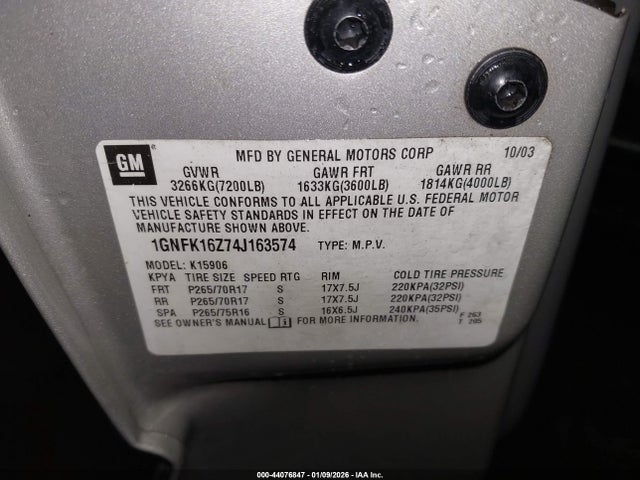 GM
MFD BY GENERAL MOTORS CORP 10/03
GVWR GAWR FRT GAWR RR
3266KG(7200LB) 1633KG(3600LB) 1814KG(4000LB)
THIS VEHICLE CONFORMS TO ALL APPLICABLE U.S. FEDERAL MOTOR
VEHICLE SAFETY STANDARDS IN EFFECT ON THE DATE OF
MANUFACTURE SHOWN ABOVE.
1GNFK16Z74J163574 TYPE: M.P.V.
MODEL: K15906
KPYA TIRE SIZE SPEED RTG RIM COLD TIRE PRESSURE
FRT P265/70R17 S 17X7.5J 220KPA(32PSI)
RR P265/70R17 S 17X7.5J 220KPA(32PSI)
SPA P265/75R16 S 16X6.5J 240KPA(35PSI)
SEE OWNER'S MANUAL FOR MORE INFORMATION.
F 263
T 295
000-44076847 - 01/09/2026 - IAA Inc.